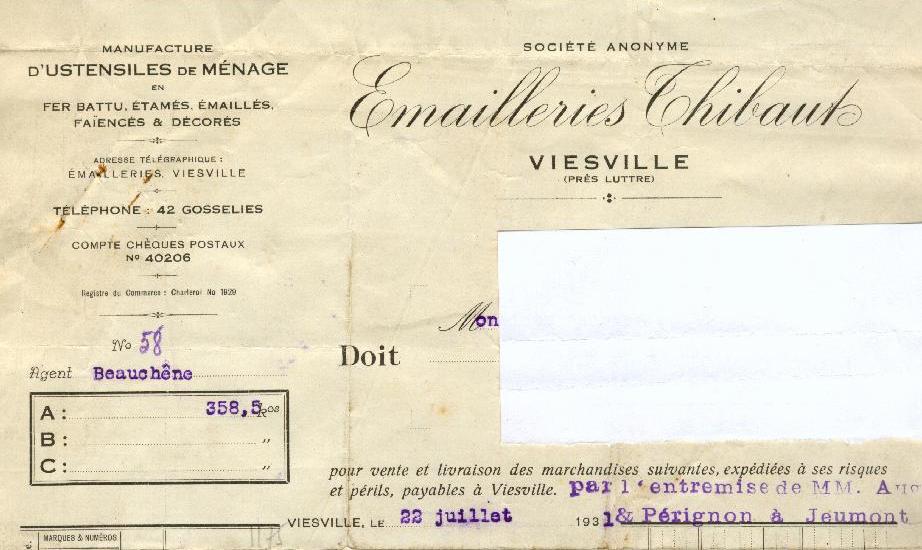 MANUFACTURE
D'USTENSILES DE MÉNAGE
EN
FER BATTU, ÉTAMÉS, ÉMAILLÉS,
FAÏENCÉS & DÉCORÉS
ADRESSE TÉLÉGRAPHIQUE :
ÉMAILLERIES, VIESVILLE
TÉLÉPHONE : 42 GOSSELIES
COMPTE CHÈQUES POSTAUX
No 40206
Registre du Commerce : Charleroi No 1929
No 58
Agent Beauchêne
A : 358,5 Kos
B : "
C : "
SOCIÉTÉ ANONYME
Emailleries Thibaut
VIESVILLE
(PRÈS LUTTRE)
Mon
Doit
pour vente et livraison des marchandises suivantes, expédiées à ses risques
et périls, payables à Viesville. par l'entremise de MM.
VIESVILLE, LE 22 juillet 1931 & Pérignon à Jeumont
MARQUES & NUMÉROS